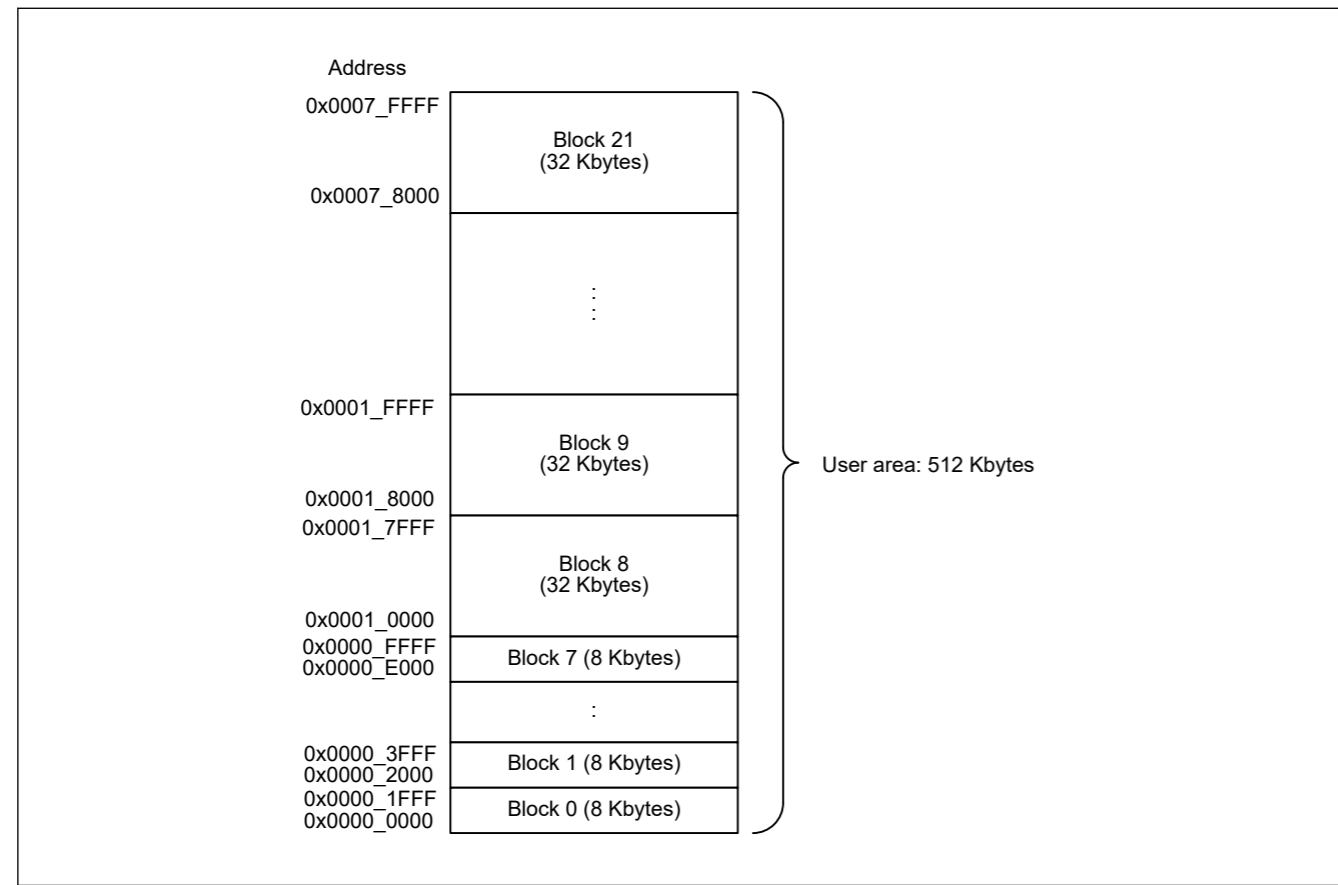 Address
0x0007_FFFF
Block 21
(32 Kbytes)
0x0007_8000
:
:
0x0001_FFFF
Block 9
(32 Kbytes)
User area: 512 Kbytes
0x0001_8000
0x0001_7FFF
Block 8
(32 Kbytes)
0x0001_0000
0x0000_FFFF
Block 7 (8 Kbytes)
0x0000_E000
:
0x0000_3FFF
Block 1 (8 Kbytes)
0x0000_2000
0x0000_1FFF
Block 0 (8 Kbytes)
0x0000_0000